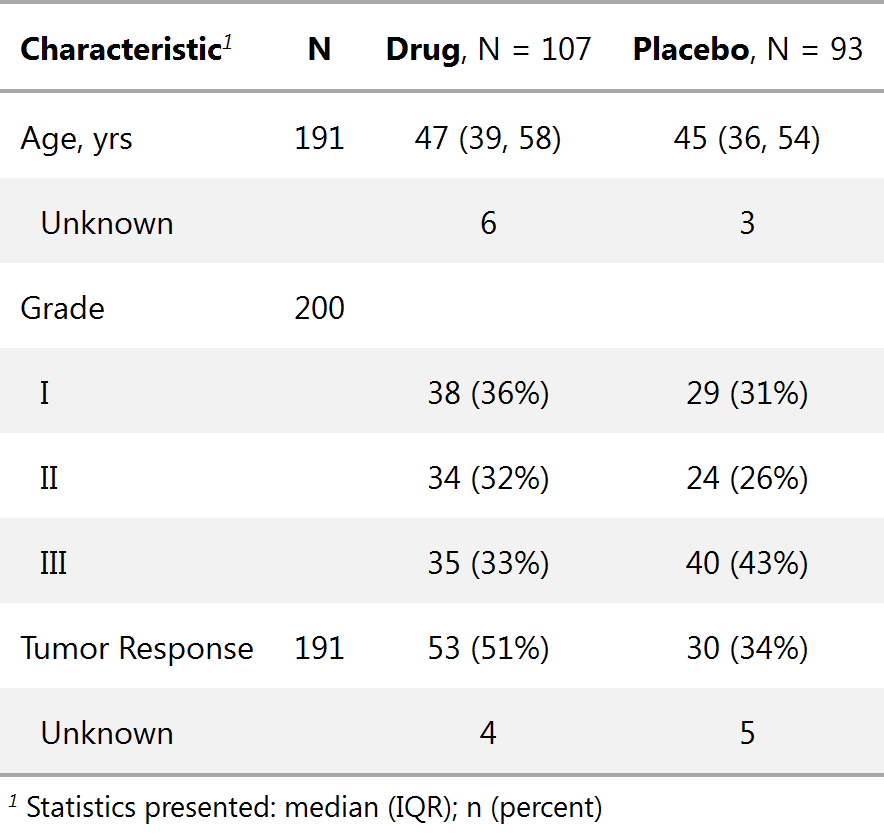 Characteristic1 N Drug, N = 107 Placebo, N = 93
Age, yrs 191 47 (39, 58) 45 (36, 54)
Unknown 6 3
Grade 200
I 38 (36%) 29 (31%)
II 34 (32%) 24 (26%)
III 35 (33%) 40 (43%)
Tumor Response 191 53 (51%) 30 (34%)
Unknown 4 5
1 Statistics presented: median (IQR); n (percent)